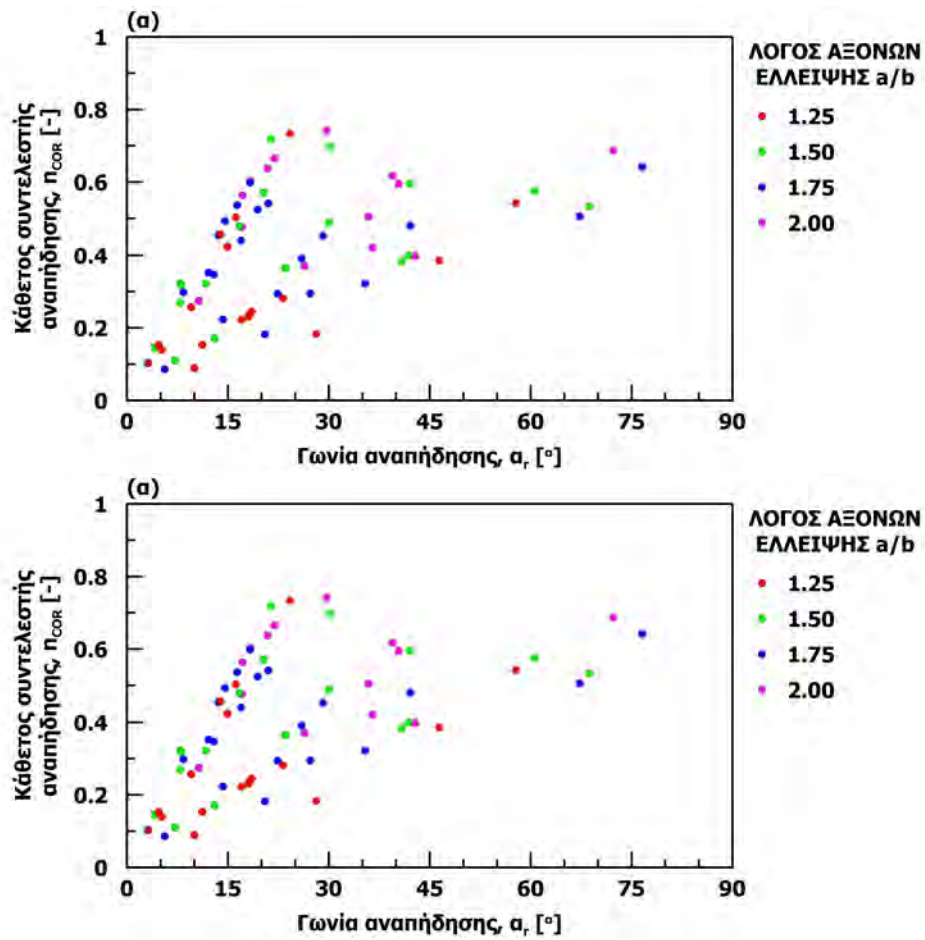 (α)
1
0.8
0.6
0.4
0.2
0
Κάθετος συντελεστής
αναπήδησης, n_COR [-]
0 15 30 45 60 75 90
Γωνία αναπήδησης, α_r [°]
ΛΟΓΟΣ ΑΞΟΝΩΝ
ΕΛΛΕΙΨΗΣ a/b
1.25
1.50
1.75
2.00
(α)
1
0.8
0.6
0.4
0.2
0
Κάθετος συντελεστής
αναπήδησης, n_COR [-]
0 15 30 45 60 75 90
Γωνία αναπήδησης, α_r [°]
ΛΟΓΟΣ ΑΞΟΝΩΝ
ΕΛΛΕΙΨΗΣ a/b
1.25
1.50
1.75
2.00